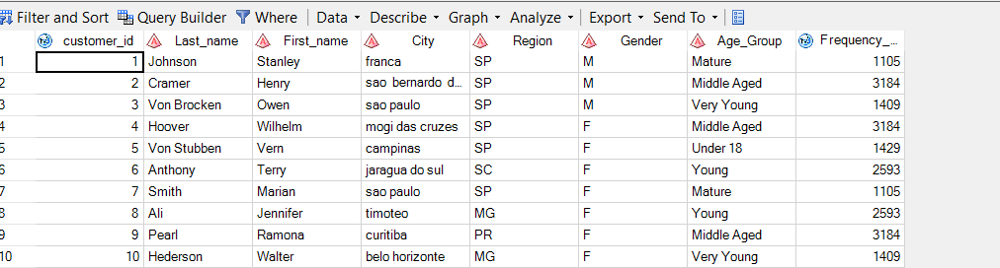 Filter and Sort Query Builder Where Data Describe Graph Analyze Export Send To
customer_id Last_name First_name City Region Gender Age_Group Frequency_...
1 1 Johnson Stanley franca SP M Mature 1105
2 2 Cramer Henry sao bernardo d... SP M Middle Aged 3184
3 3 Von Brocken Owen sao paulo SP M Very Young 1409
4 4 Hoover Wilhelm mogi das cruzes SP F Middle Aged 3184
5 5 Von Stubben Vern campinas SP F Under 18 1429
6 6 Anthony Terry jaragua do sul SC F Young 2593
7 7 Smith Marian sao paulo SP F Mature 1105
8 8 Ali Jennifer timoteo MG F Young 2593
9 9 Pearl Ramona curitiba PR F Middle Aged 3184
10 10 Hederson Walter belo horizonte MG F Very Young 1409